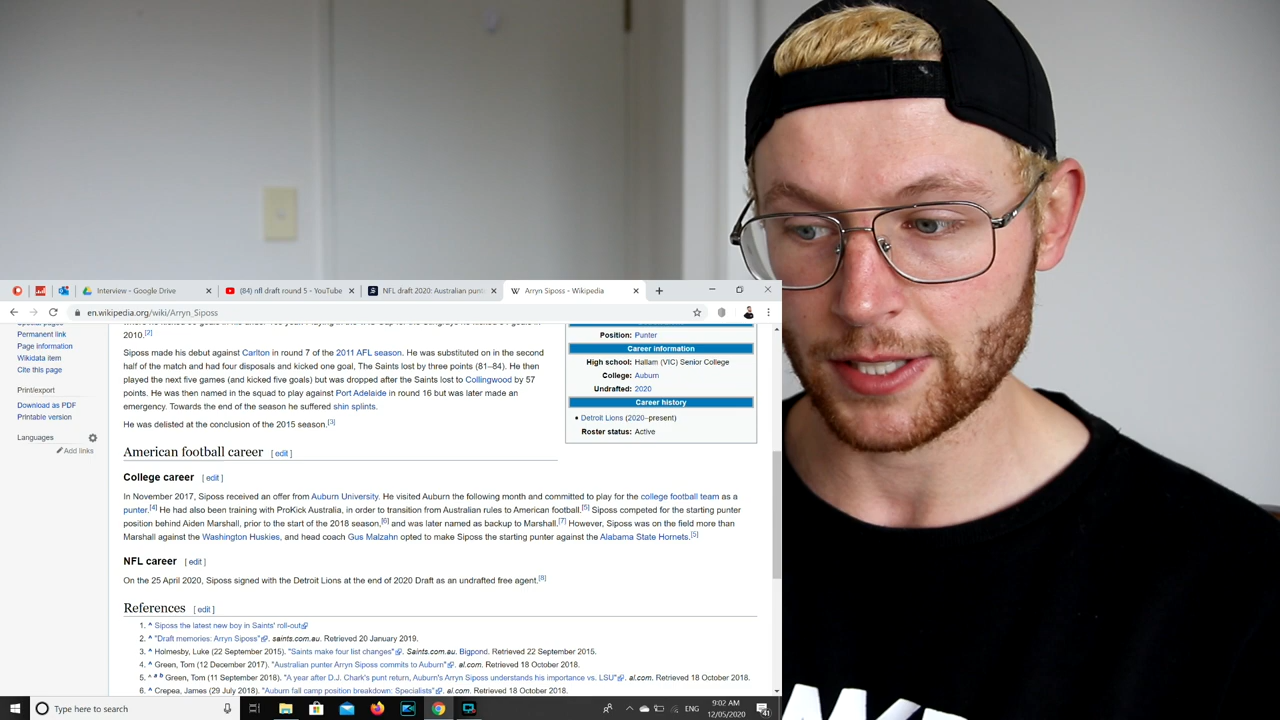 Interview - Google Drive
(84) nfl draft round 5 - YouTube
NFL draft 2020: Australian punt
Arryn Siposs - Wikipedia
en.wikipedia.org/wiki/Arryn_Siposs
Permanent link
Page information
Wikidata item
Cite this page
Print/export
Download as PDF
Printable version
Languages
Add links
2010.[2]
Siposs made his debut against Carlton in round 7 of the 2011 AFL season. He was substituted on in the second
half of the match and had four disposals and kicked one goal, The Saints lost by three points (81–84). He then
played the next five games (and kicked five goals) but was dropped after the Saints lost to Collingwood by 57
points. He was then named in the squad to play against Port Adelaide in round 16 but was later made an
emergency. Towards the end of the season he suffered shin splints.
He was delisted at the conclusion of the 2015 season.[3]
Position: Punter
Career information
High school: Hallam (VIC) Senior College
College: Auburn
Undrafted: 2020
Career history
• Detroit Lions (2020–present)
Roster status: Active
American football career [ edit ]
College career [ edit ]
In November 2017, Siposs received an offer from Auburn University. He visited Auburn the following month and committed to play for the college football team as a
punter.[4] He had also been training with ProKick Australia, in order to transition from Australian rules to American football.[5] Siposs competed for the starting punter
position behind Aiden Marshall, prior to the start of the 2018 season,[6] and was later named as backup to Marshall.[7] However, Siposs was on the field more than
Marshall against the Washington Huskies, and head coach Gus Malzahn opted to make Siposs the starting punter against the Alabama State Hornets.[5]
NFL career [ edit ]
On the 25 April 2020, Siposs signed with the Detroit Lions at the end of 2020 Draft as an undrafted free agent.[8]
References [ edit ]
1. ^ Siposs the latest new boy in Saints' roll-out
2. ^ "Draft memories: Arryn Siposs". saints.com.au. Retrieved 20 January 2019.
3. ^ Holmesby, Luke (22 September 2015). "Saints make four list changes". Saints.com.au. Bigpond. Retrieved 22 September 2015.
4. ^ Green, Tom (12 December 2017). "Australian punter Arryn Siposs commits to Auburn". al.com. Retrieved 18 October 2018.
5. ^ a b Green, Tom (11 September 2018). "A year after D.J. Chark's punt return, Auburn's Arryn Siposs understands his importance vs. LSU". al.com. Retrieved 18 October 2018.
6. ^ Crepea, James (29 July 2018). "Auburn fall camp position breakdown: Specialists". al.com. Retrieved 18 October 2018.
Type here to search
ENG
9:02 AM
12/05/2020
41